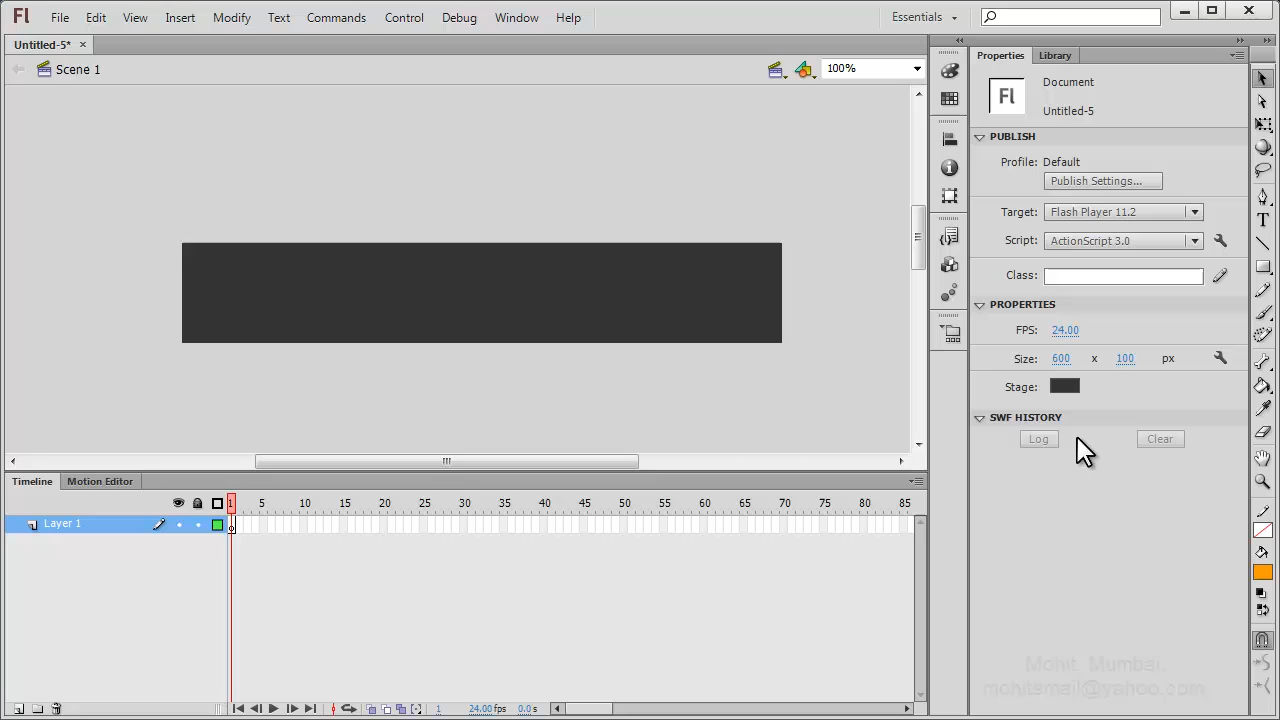 Fl File Edit View Insert Modify Text Commands Control Debug Window Help Essentials
Untitled-5* ×
Scene 1 100%
Properties Library
Fl Document
Untitled-5
PUBLISH
Profile: Default
Publish Settings...
Target: Flash Player 11.2
Script: ActionScript 3.0
Class:
PROPERTIES
FPS: 24.00
Size: 600 x 100 px
Stage:
SWF HISTORY
Log Clear
Timeline Motion Editor
1 5 10 15 20 25 30 35 40 45 50 55 60 65 70 75 80 85
Layer 1
1 24.00 fps 0.0 s
Mohit. Mumbai.
mohitsmail@yahoo.com